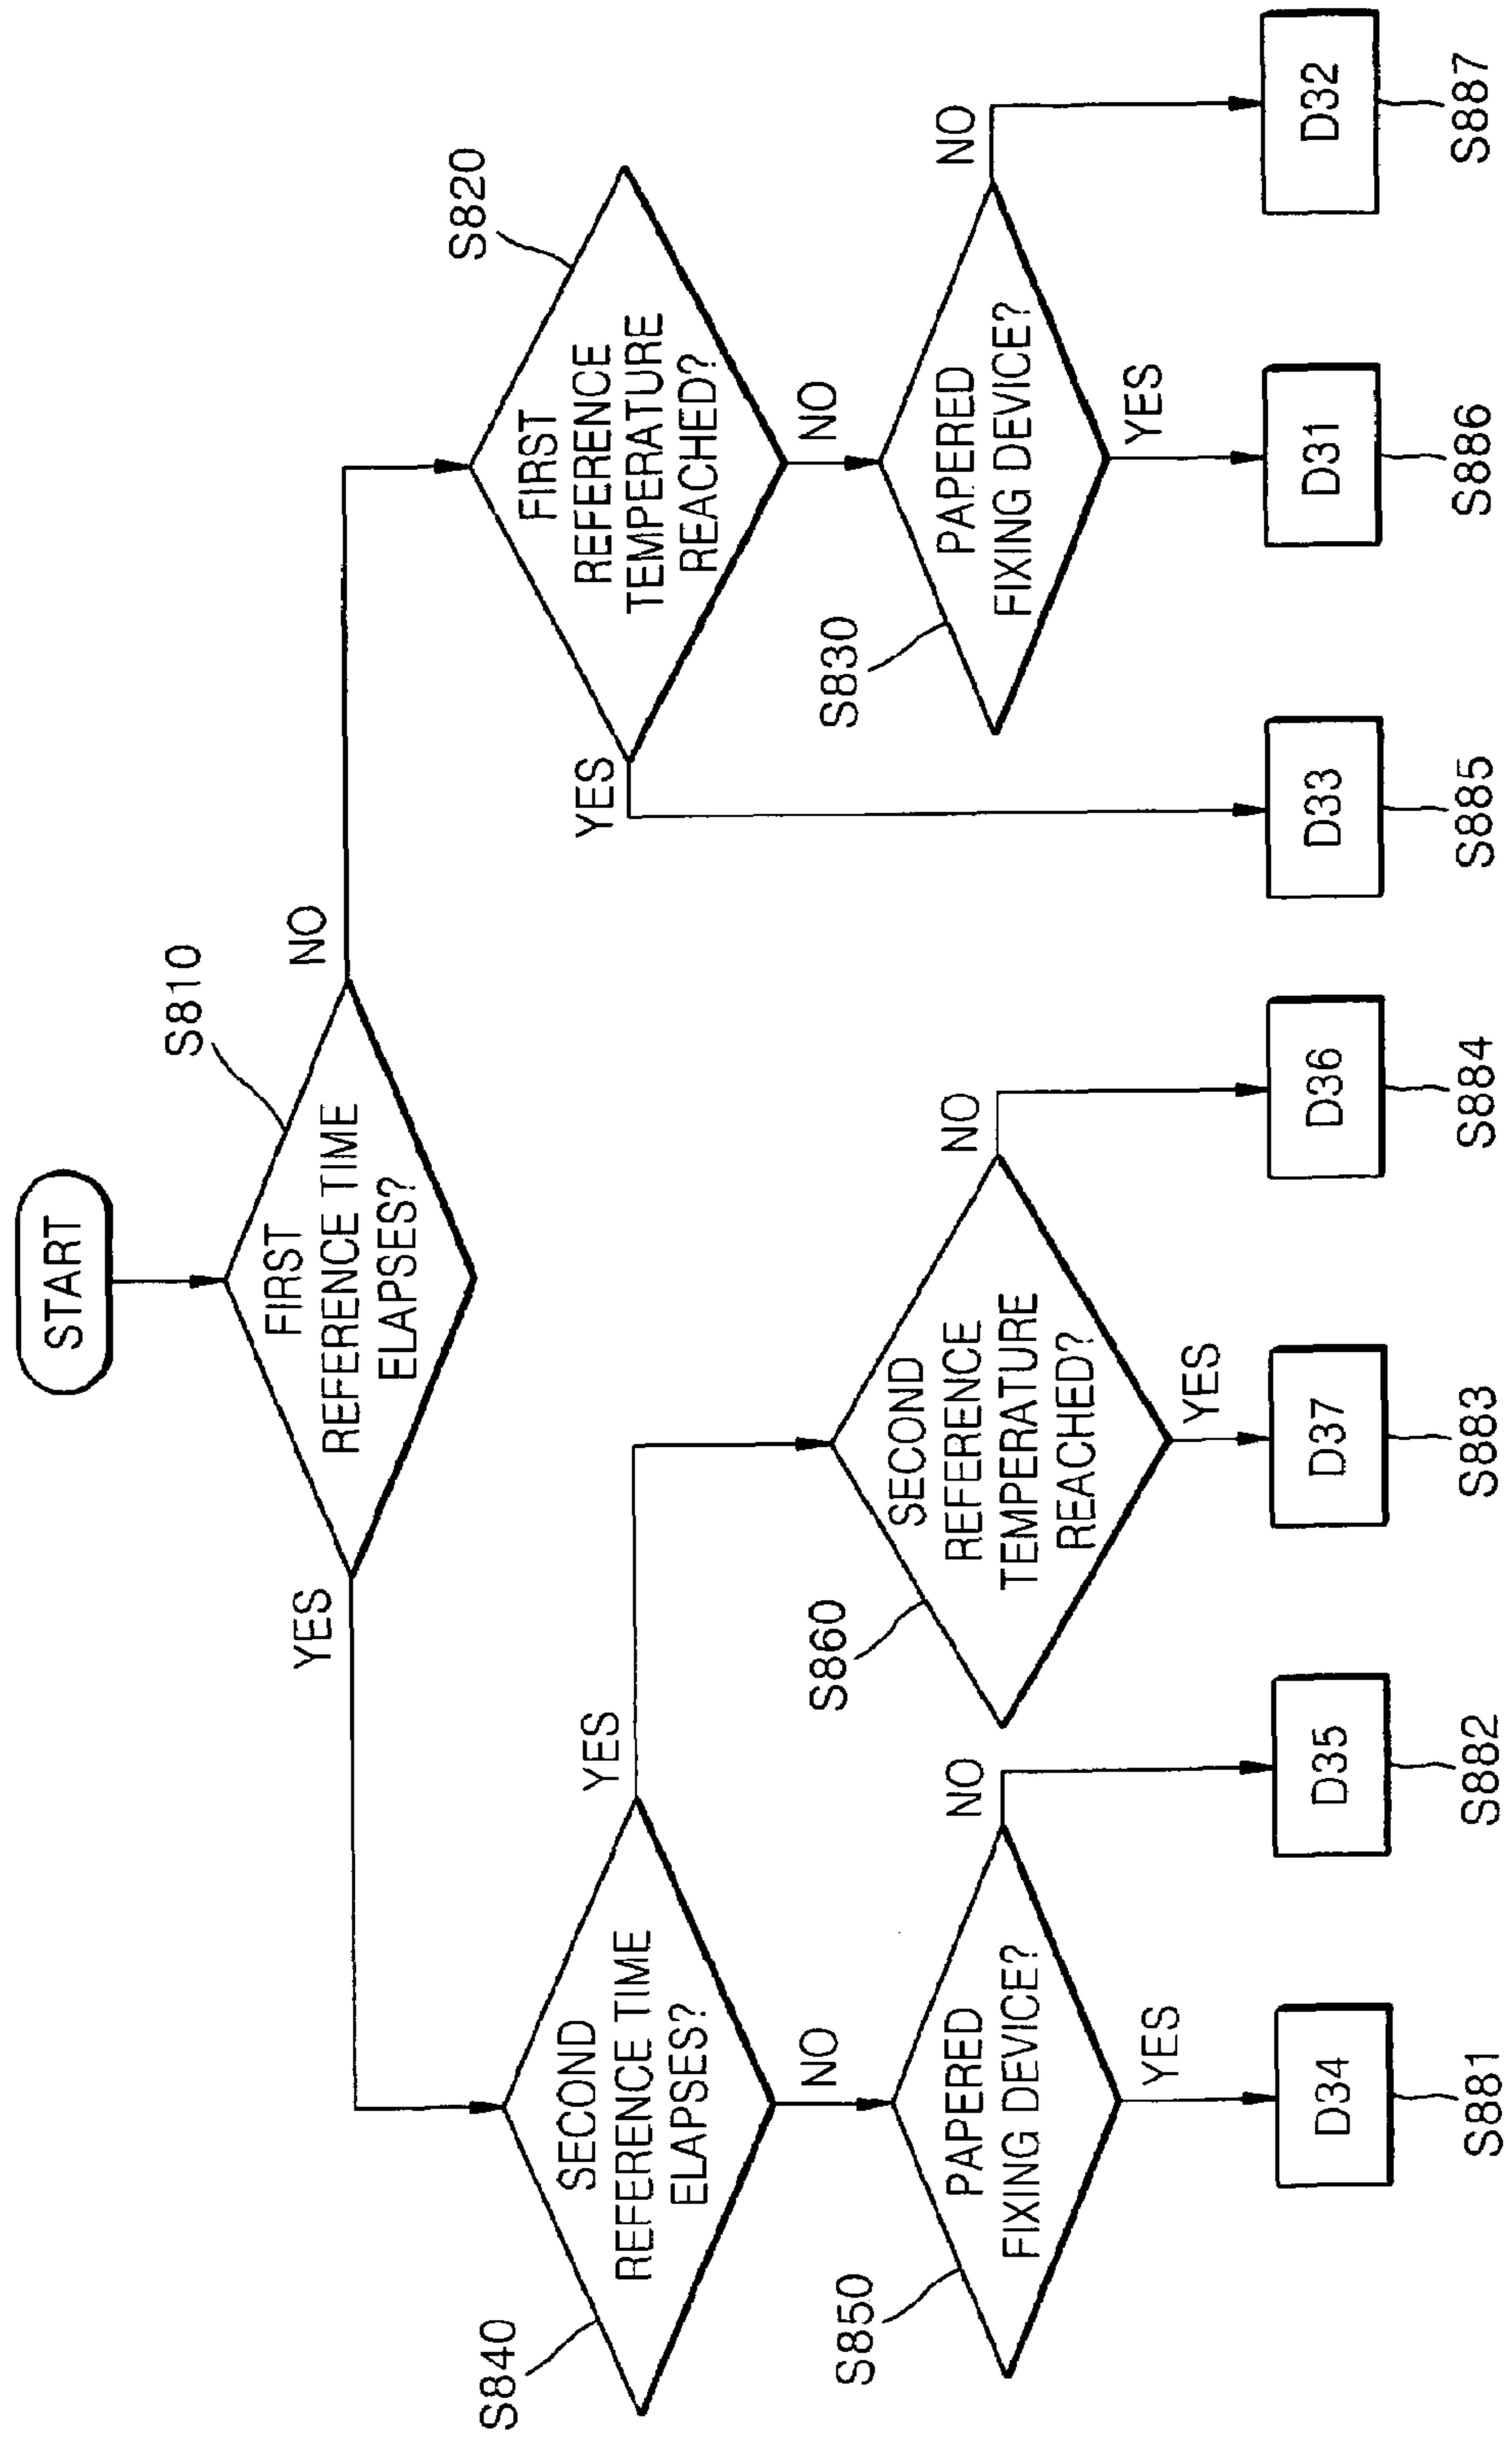 START
S810
FIRST
REFERENCE TIME
ELAPSES?
YES
NO
S840
SECOND
REFERENCE TIME
ELAPSES?
YES
NO
S820
FIRST
REFERENCE
TEMPERATURE
REACHED?
YES
NO
S850
PAPERED
FIXING DEVICE?
NO
YES
S860
SECOND
REFERENCE
TEMPERATURE
REACHED?
NO
YES
S830
PAPERED
FIXING DEVICE?
NO
YES
D34
D35
D37
D36
D33
D31
D32
S881
S882
S883
S884
S885
S886
S887